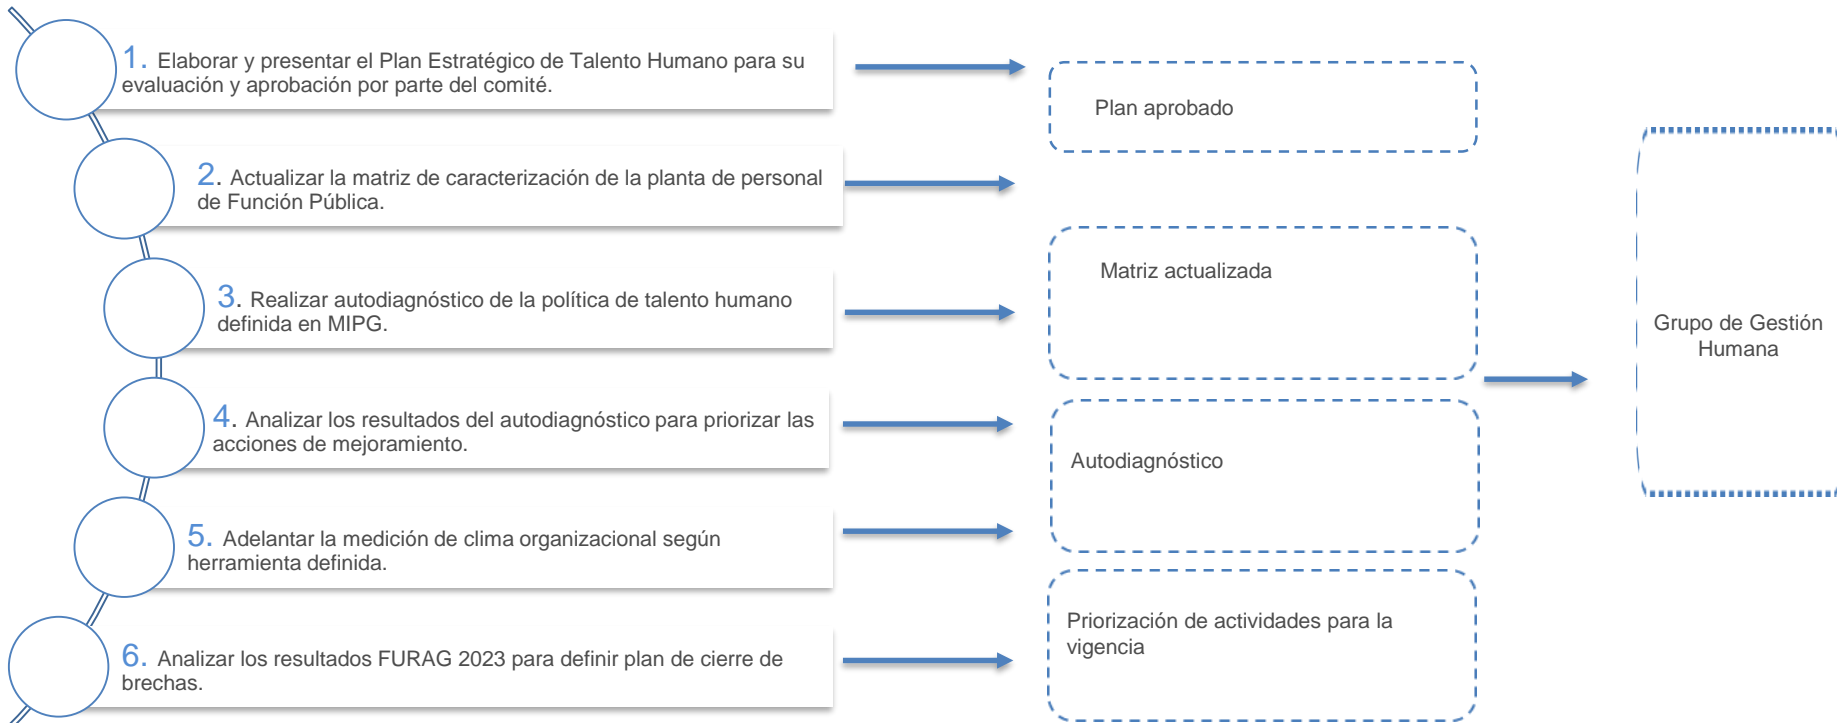 1. Elaborar y presentar el Plan Estratégico de Talento Humano para su
evaluación y aprobación por parte del comité.
Plan aprobado
2. Actualizar la matriz de caracterización de la planta de personal
de Función Pública.
Matriz actualizada
3. Realizar autodiagnóstico de la política de talento humano
definida en MIPG.
4. Analizar los resultados del autodiagnóstico para priorizar las
acciones de mejoramiento.
Autodiagnóstico
5. Adelantar la medición de clima organizacional según
herramienta definida.
Priorización de actividades para la
vigencia
6. Analizar los resultados FURAG 2023 para definir plan de cierre de
brechas.
Grupo de Gestión
Humana